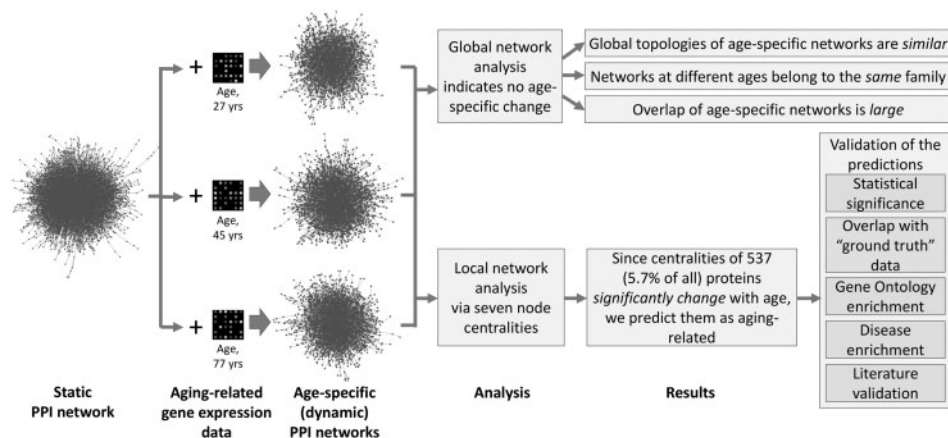 +
Age,
27 yrs
+
Age,
45 yrs
+
Age,
77 yrs
Global network
analysis
indicates no age-
specific change
Global topologies of age-specific networks are similar
Networks at different ages belong to the same family
Overlap of age-specific networks is large
Local network
analysis
via seven node
centralities
Since centralities of 537
(5.7% of all) proteins
significantly change with age,
we predict them as aging-
related
Validation of the
predictions
Statistical
significance
Overlap with
“ground truth”
data
Gene Ontology
enrichment
Disease
enrichment
Literature
validation
Static
PPI network
Aging-related
gene expression
data
Age-specific
(dynamic)
PPI networks
Analysis
Results